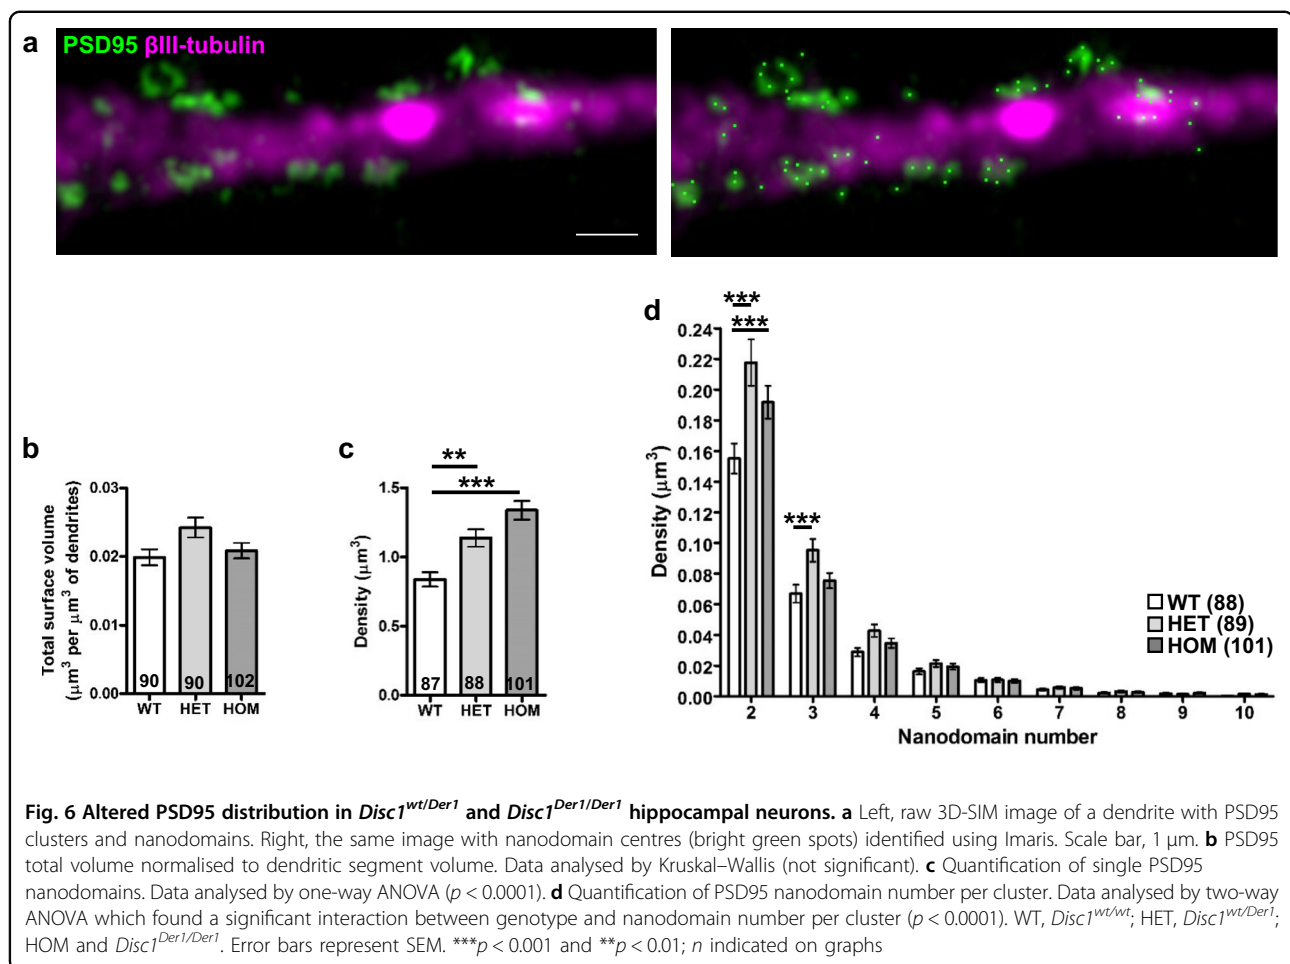 a
PSD95 βIII-tubulin
b
Total surface volume
(μm³ per μm³ of dendrites)
0.03
0.02
0.01
0.00
90
90
102
WT
HET
HOM
c
**
***
Density (μm³)
1.5
1.0
0.5
0.0
87
88
101
WT
HET
HOM
d
***
***
***
Density (μm³)
0.24
0.22
0.20
0.18
0.16
0.14
0.12
0.10
0.08
0.06
0.04
0.02
0.00
2 3 4 5 6 7 8 9 10
Nanodomain number
WT (88)
HET (89)
HOM (101)
Fig. 6 Altered PSD95 distribution in Disc1^wt/Der1 and Disc1^Der1/Der1 hippocampal neurons. a Left, raw 3D-SIM image of a dendrite with PSD95
clusters and nanodomains. Right, the same image with nanodomain centres (bright green spots) identified using Imaris. Scale bar, 1 μm. b PSD95
total volume normalised to dendritic segment volume. Data analysed by Kruskal–Wallis (not significant). c Quantification of single PSD95
nanodomains. Data analysed by one-way ANOVA (p < 0.0001). d Quantification of PSD95 nanodomain number per cluster. Data analysed by two-way
ANOVA which found a significant interaction between genotype and nanodomain number per cluster (p < 0.0001). WT, Disc1^wt/wt; HET, Disc1^wt/Der1;
HOM and Disc1^Der1/Der1. Error bars represent SEM. ***p < 0.001 and **p < 0.01; n indicated on graphs